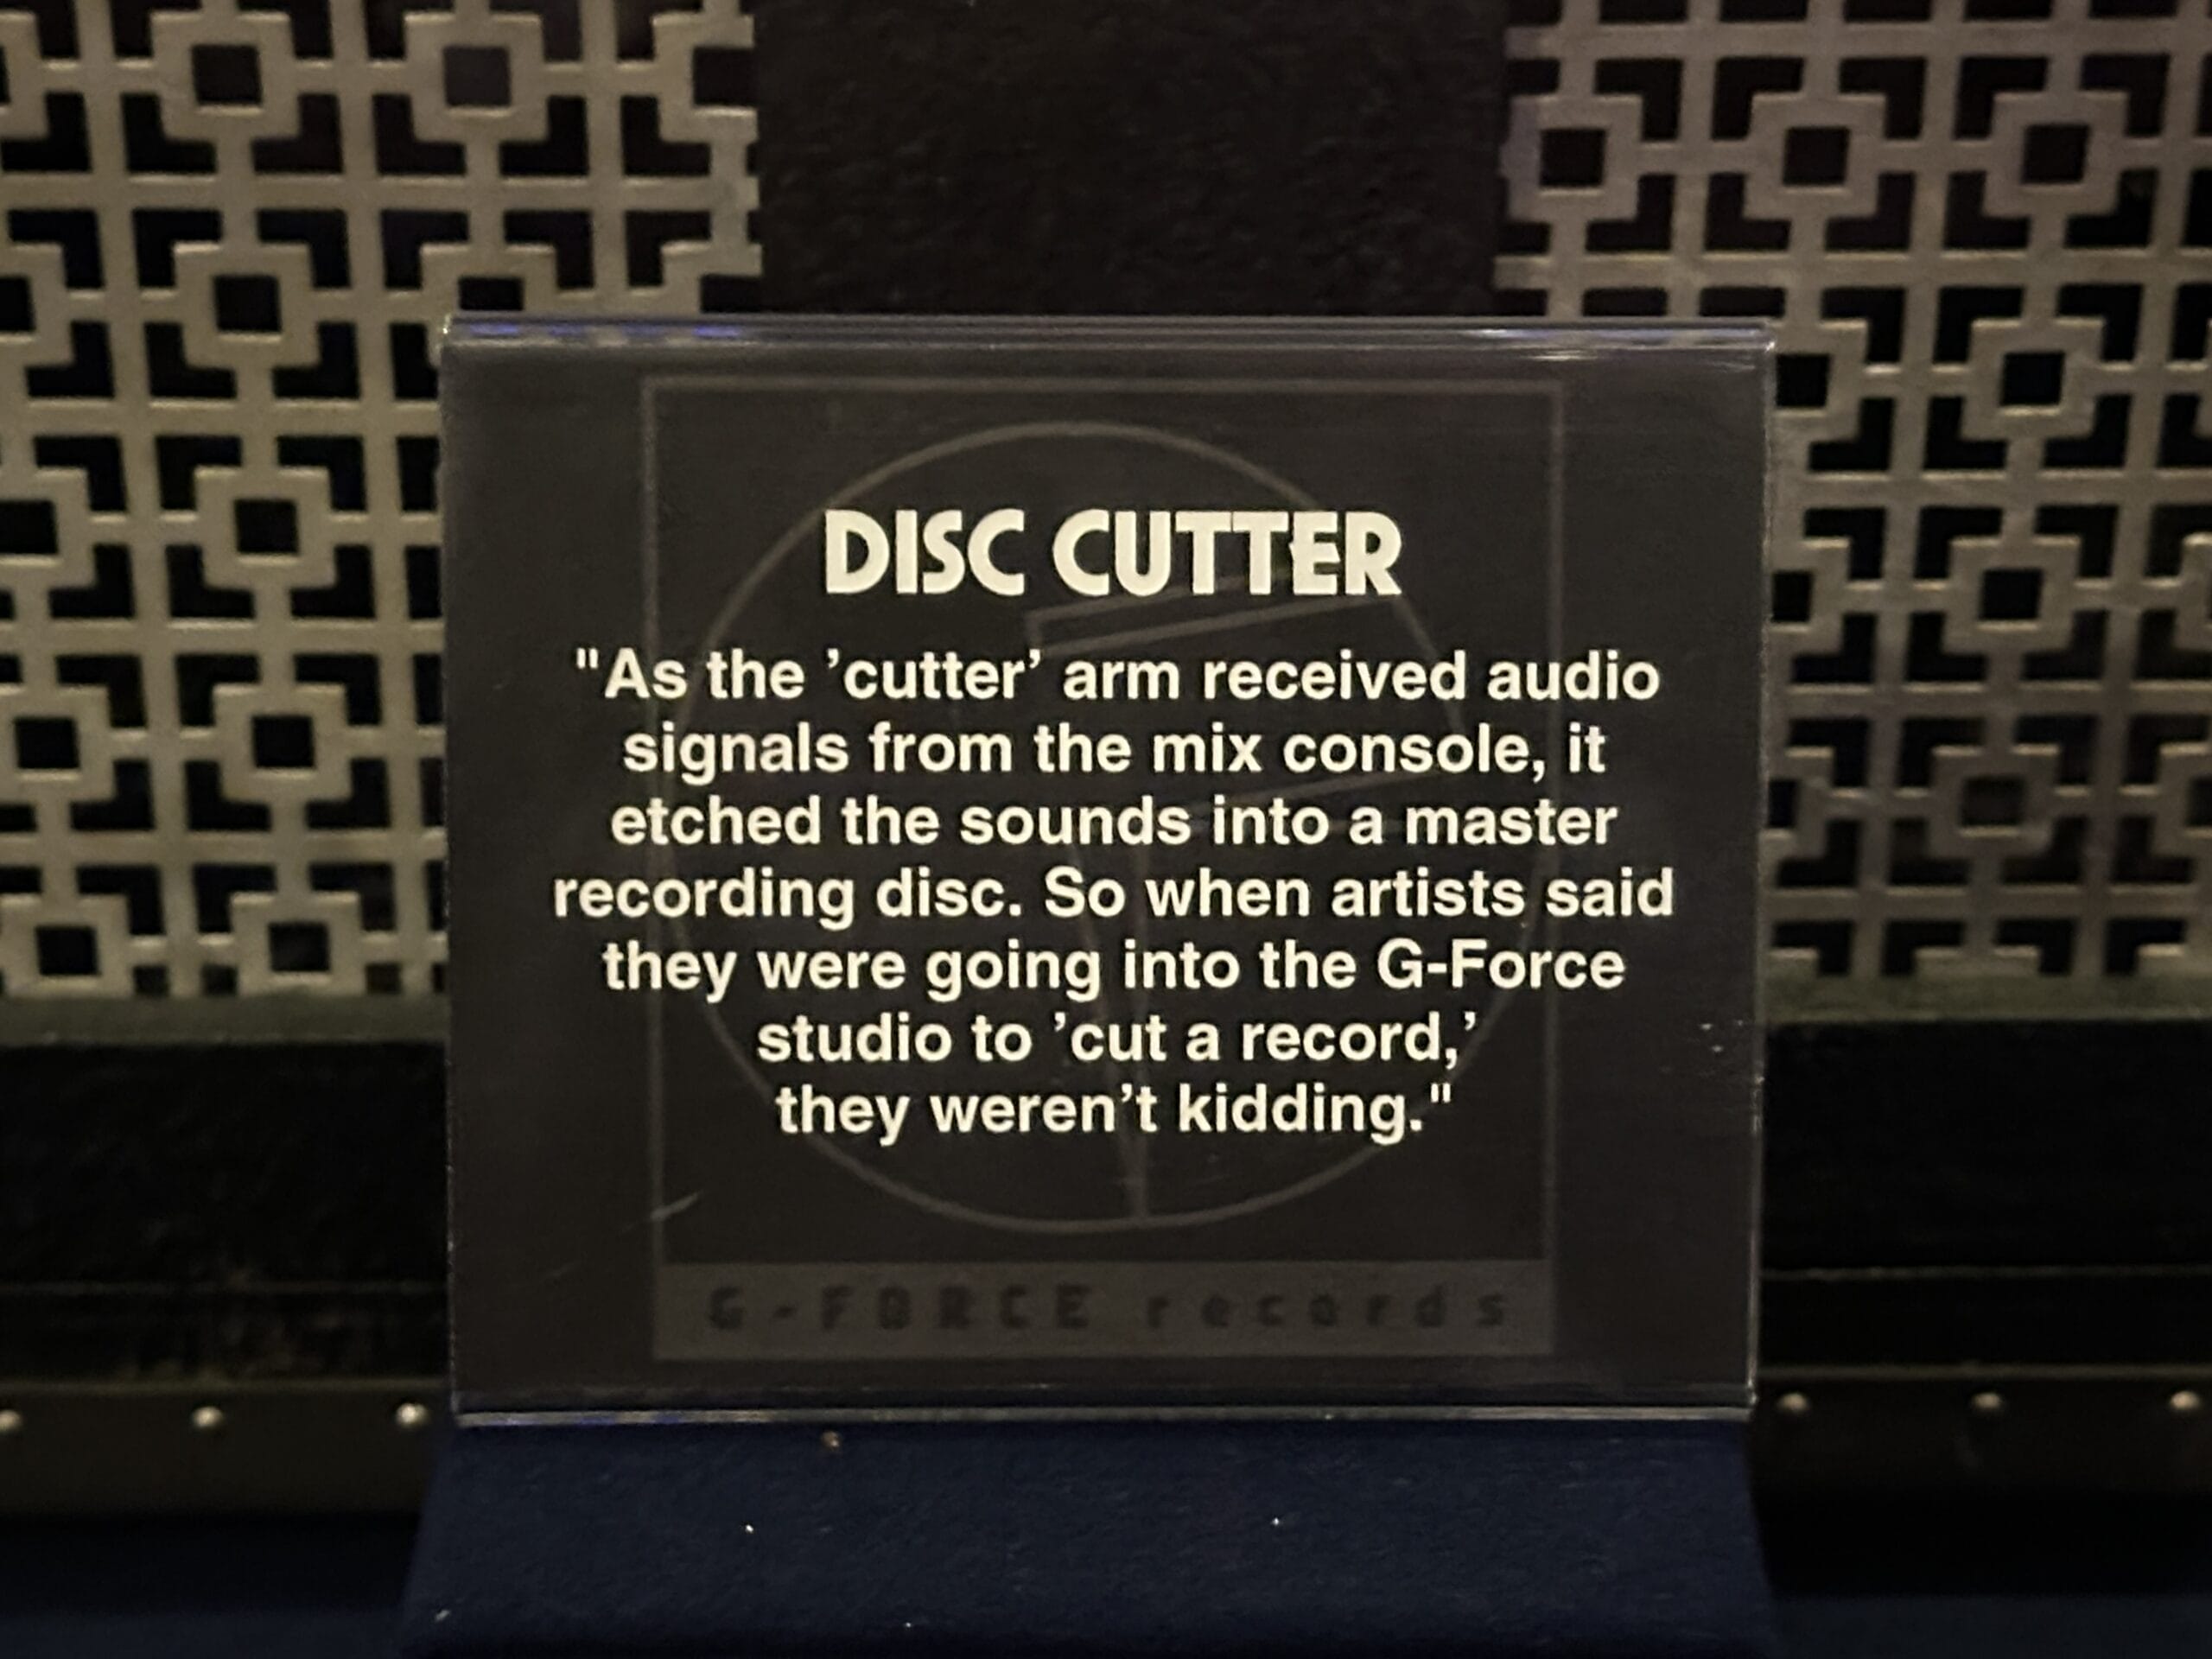 DISC CUTTER
"As the ’cutter’ arm received audio
signals from the mix console, it
etched the sounds into a master
recording disc. So when artists said
they were going into the G-Force
studio to ’cut a record,’
they weren’t kidding."
G-FORCE records